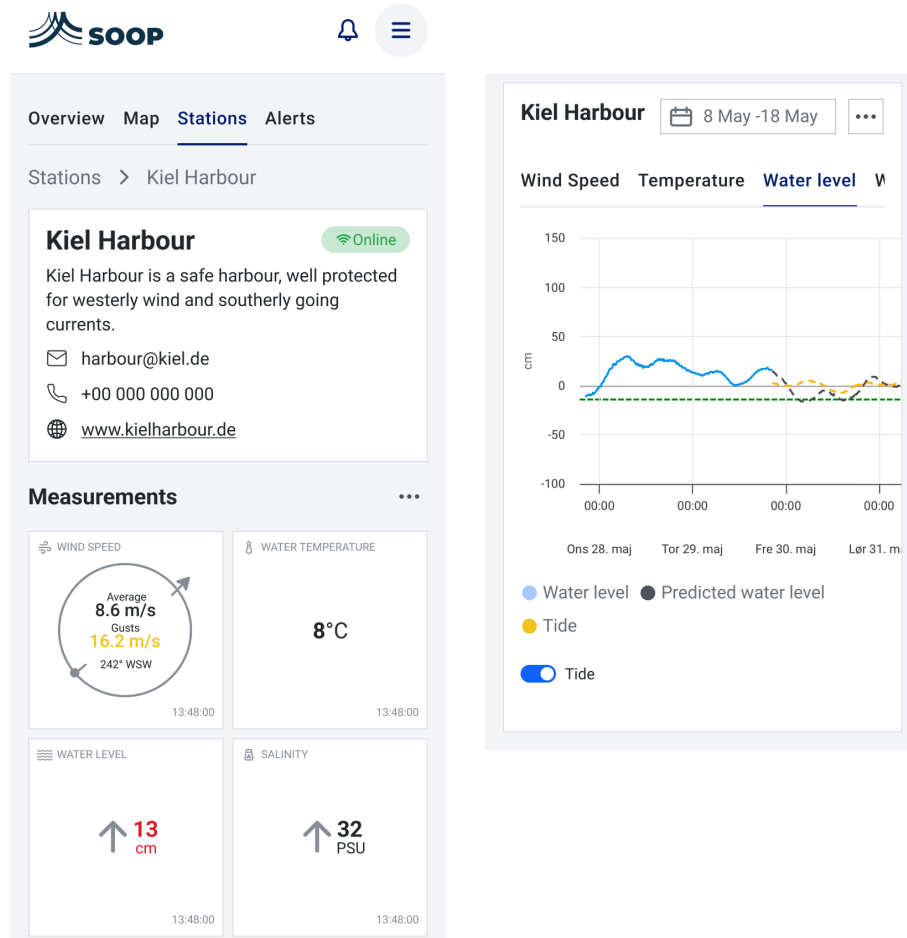 SOOP
Overview Map Stations Alerts
Stations > Kiel Harbour
Kiel Harbour
Online
Kiel Harbour is a safe harbour, well protected
for westerly wind and southerly going
currents.
harbour@kiel.de
+00 000 000 000
www.kielharbour.de
Measurements
WIND SPEED
Average
8.6 m/s
Gusts
16.2 m/s
242° WSW
13:48:00
WATER TEMPERATURE
8°C
13:48:00
WATER LEVEL
13
cm
13:48:00
SALINITY
32
PSU
13:48:00
Kiel Harbour
8 May -18 May
Wind Speed Temperature Water level W
150
100
50
0
-50
-100
cm
00:00 00:00 00:00 00:00
Ons 28. maj Tor 29. maj Fre 30. maj Lør 31. m
Water level Predicted water level
Tide
Tide